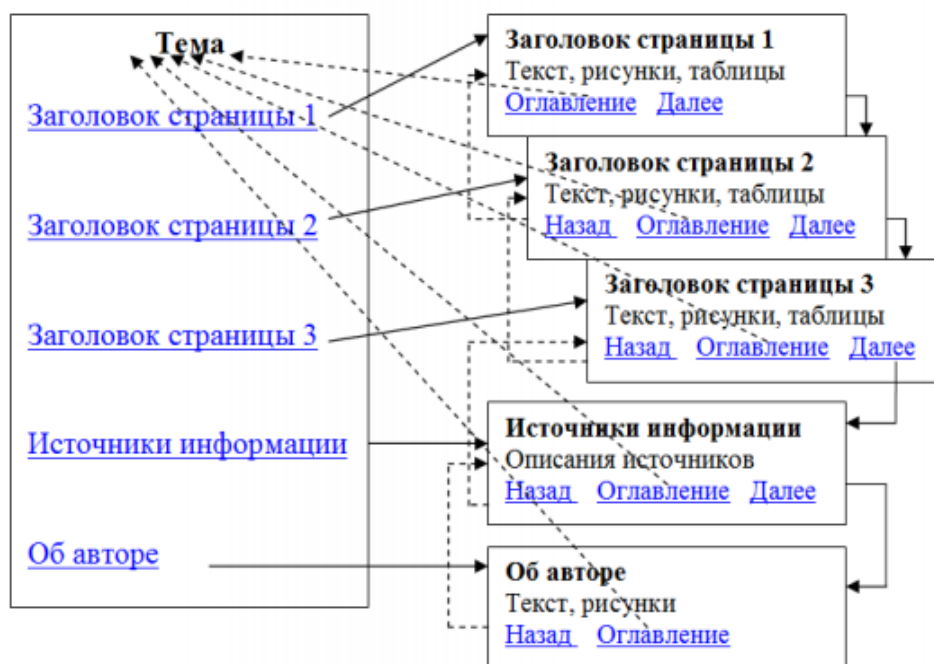 Тема
Заголовок страницы 1
Заголовок страницы 2
Заголовок страницы 3
Источники информации
Об авторе
Заголовок страницы 1
Текст, рисунки, таблицы
Оглавление Далее
Заголовок страницы 2
Текст, рисунки, таблицы
Назад Оглавление Далее
Заголовок страницы 3
Текст, рисунки, таблицы
Назад Оглавление Далее
Источники информации
Описания источников
Назад Оглавление Далее
Об авторе
Текст, рисунки
Назад Оглавление